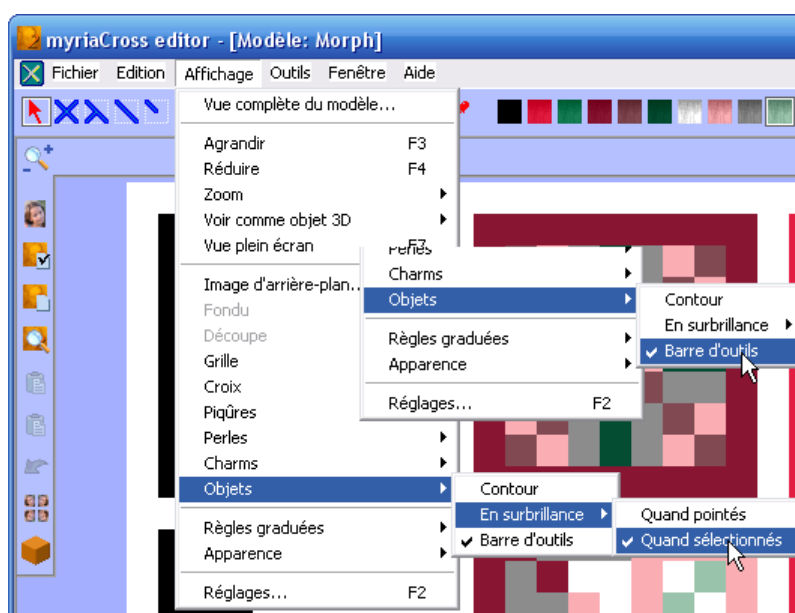 myriaCross editor - [Modèle: Morph]
Fichier Edition Affichage Outils Fenêtre Aide
Vue complète du modèle...
Agrandir F3
Réduire F4
Zoom
Voir comme objet 3D
Vue plein écran F7
Perles
Charms
Objets
Règles graduées
Apparence
Réglages... F2
Contour
En surbrillance
Barre d'outils
Image d'arrière-plan...
Fondu
Découpe
Grille
Croix
Piqûres
Perles
Charms
Objets
Règles graduées
Apparence
Réglages... F2
Contour
En surbrillance
Barre d'outils
Quand pointés
Quand sélectionnés